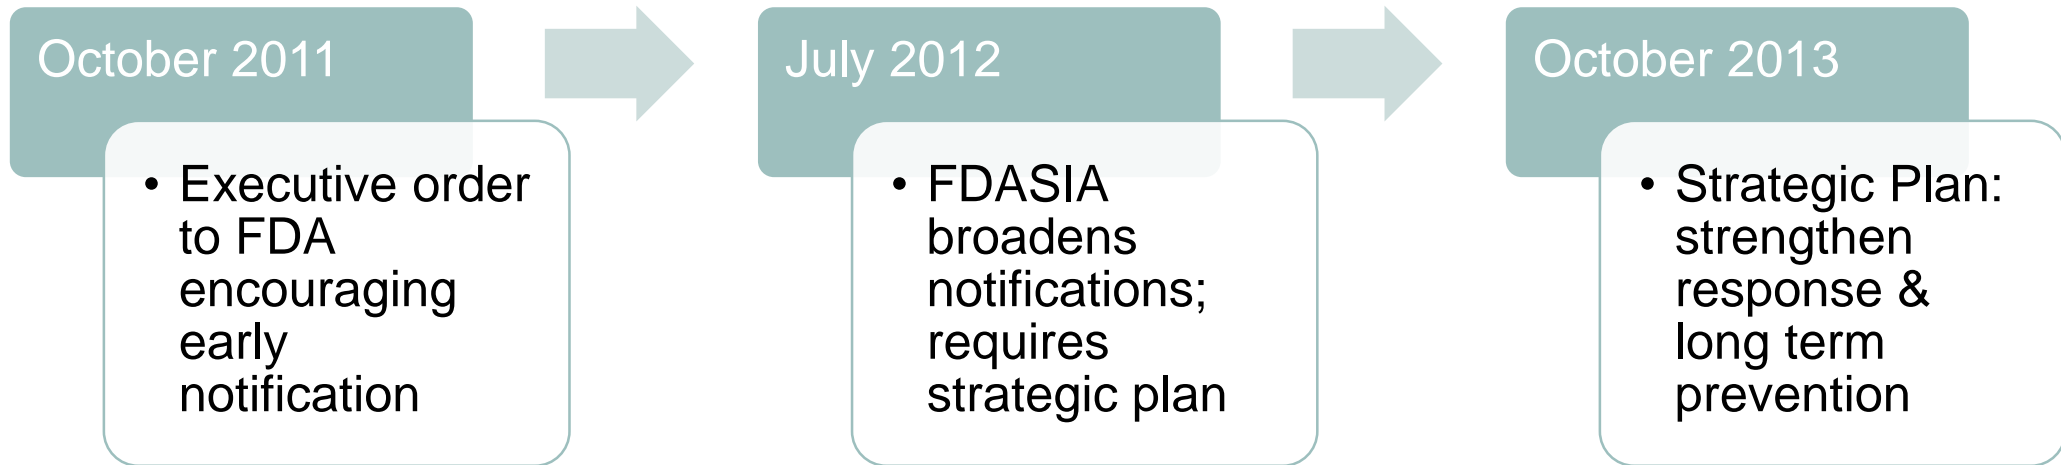 October 2011
• Executive order
to FDA
encouraging
early
notification
July 2012
• FDASIA
broadens
notifications;
requires
strategic plan
October 2013
• Strategic Plan:
strengthen
response &
long term
prevention